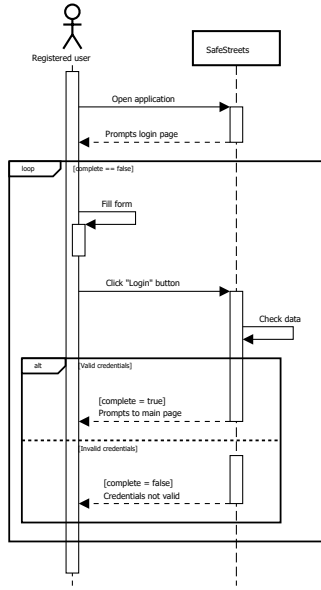 Registered user
SafeStreets
Open application
Prompts login page
loop
[complete == false]
Fill form
Click "Login" button
Check data
alt
[Valid credentials]
[complete = true]
Prompts to main page
[Invalid credentials]
[complete = false]
Credentials not valid